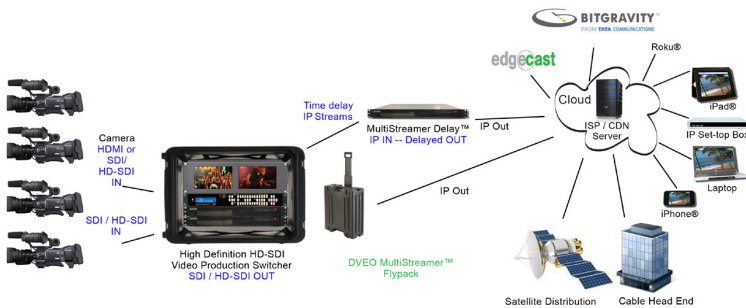 BITGRAVITY™
FROM TATA COMMUNICATIONS
edgecast
Roku®
Cloud
ISP / CDN
Server
iPad®
IP Set-top Box
Laptop
iPhone®
Time delay
IP Streams
MultiStreamer Delay™
IP IN -- Delayed OUT
IP Out
IP Out
Camera
HDMI or
SDI/
HD-SDI
IN
SDI / HD-SDI
IN
High Definition HD-SDI
Video Production Switcher
SDI / HD-SDI OUT
DVEO MultiStreamer™
Flypack
Satellite Distribution
Cable Head End